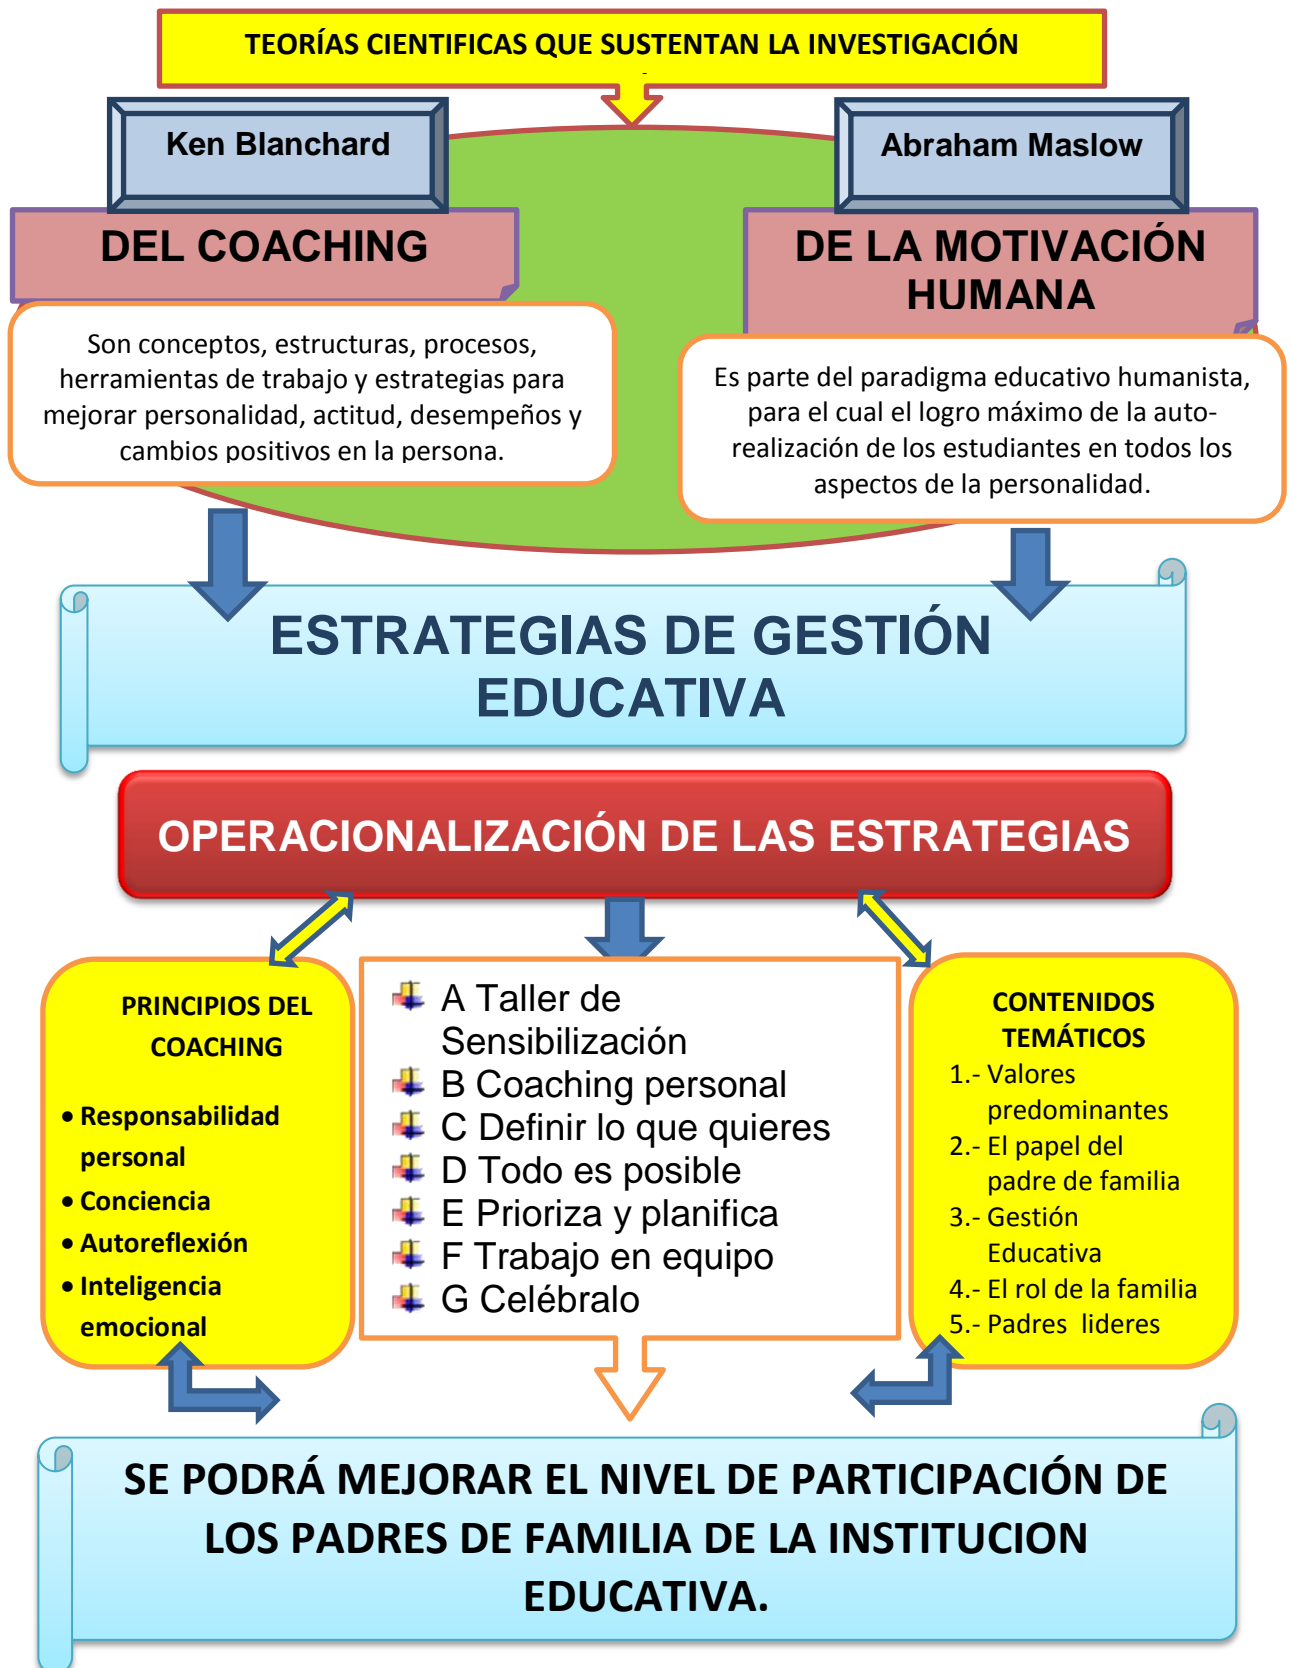 TEORÍAS CIENTIFICAS QUE SUSTENTAN LA INVESTIGACIÓN
Ken Blanchard
DEL COACHING
Son conceptos, estructuras, procesos,
herramientas de trabajo y estrategias para
mejorar personalidad, actitud, desempeños y
cambios positivos en la persona.
Abraham Maslow
DE LA MOTIVACIÓN
HUMANA
Es parte del paradigma educativo humanista,
para el cual el logro máximo de la auto-
realización de los estudiantes en todos los
aspectos de la personalidad.
ESTRATEGIAS DE GESTIÓN
EDUCATIVA
OPERACIONALIZACIÓN DE LAS ESTRATEGIAS
PRINCIPIOS DEL
COACHING
• Responsabilidad
personal
• Conciencia
• Autoreflexión
• Inteligencia
emocional
A Taller de
Sensibilización
B Coaching personal
C Definir lo que quieres
D Todo es posible
E Prioriza y planifica
F Trabajo en equipo
G Celébralo
CONTENIDOS
TEMÁTICOS
1.- Valores
predominantes
2.- El papel del
padre de familia
3.- Gestión
Educativa
4.- El rol de la familia
5.- Padres lideres
SE PODRÁ MEJORAR EL NIVEL DE PARTICIPACIÓN DE
LOS PADRES DE FAMILIA DE LA INSTITUCION
EDUCATIVA.